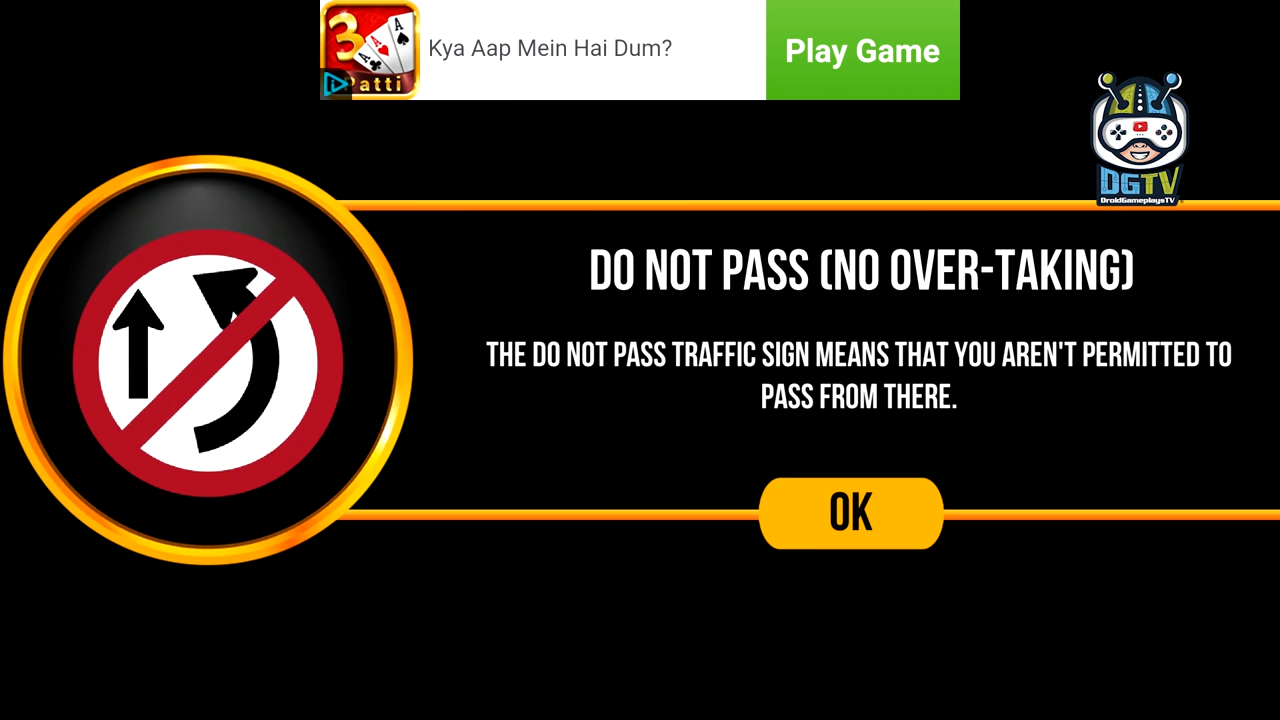 3
Patti
Kya Aap Mein Hai Dum?
Play Game
DGTV
DroidGameplaysTV
DO NOT PASS (NO OVER-TAKING)
THE DO NOT PASS TRAFFIC SIGN MEANS THAT YOU AREN'T PERMITTED TO
PASS FROM THERE.
OK